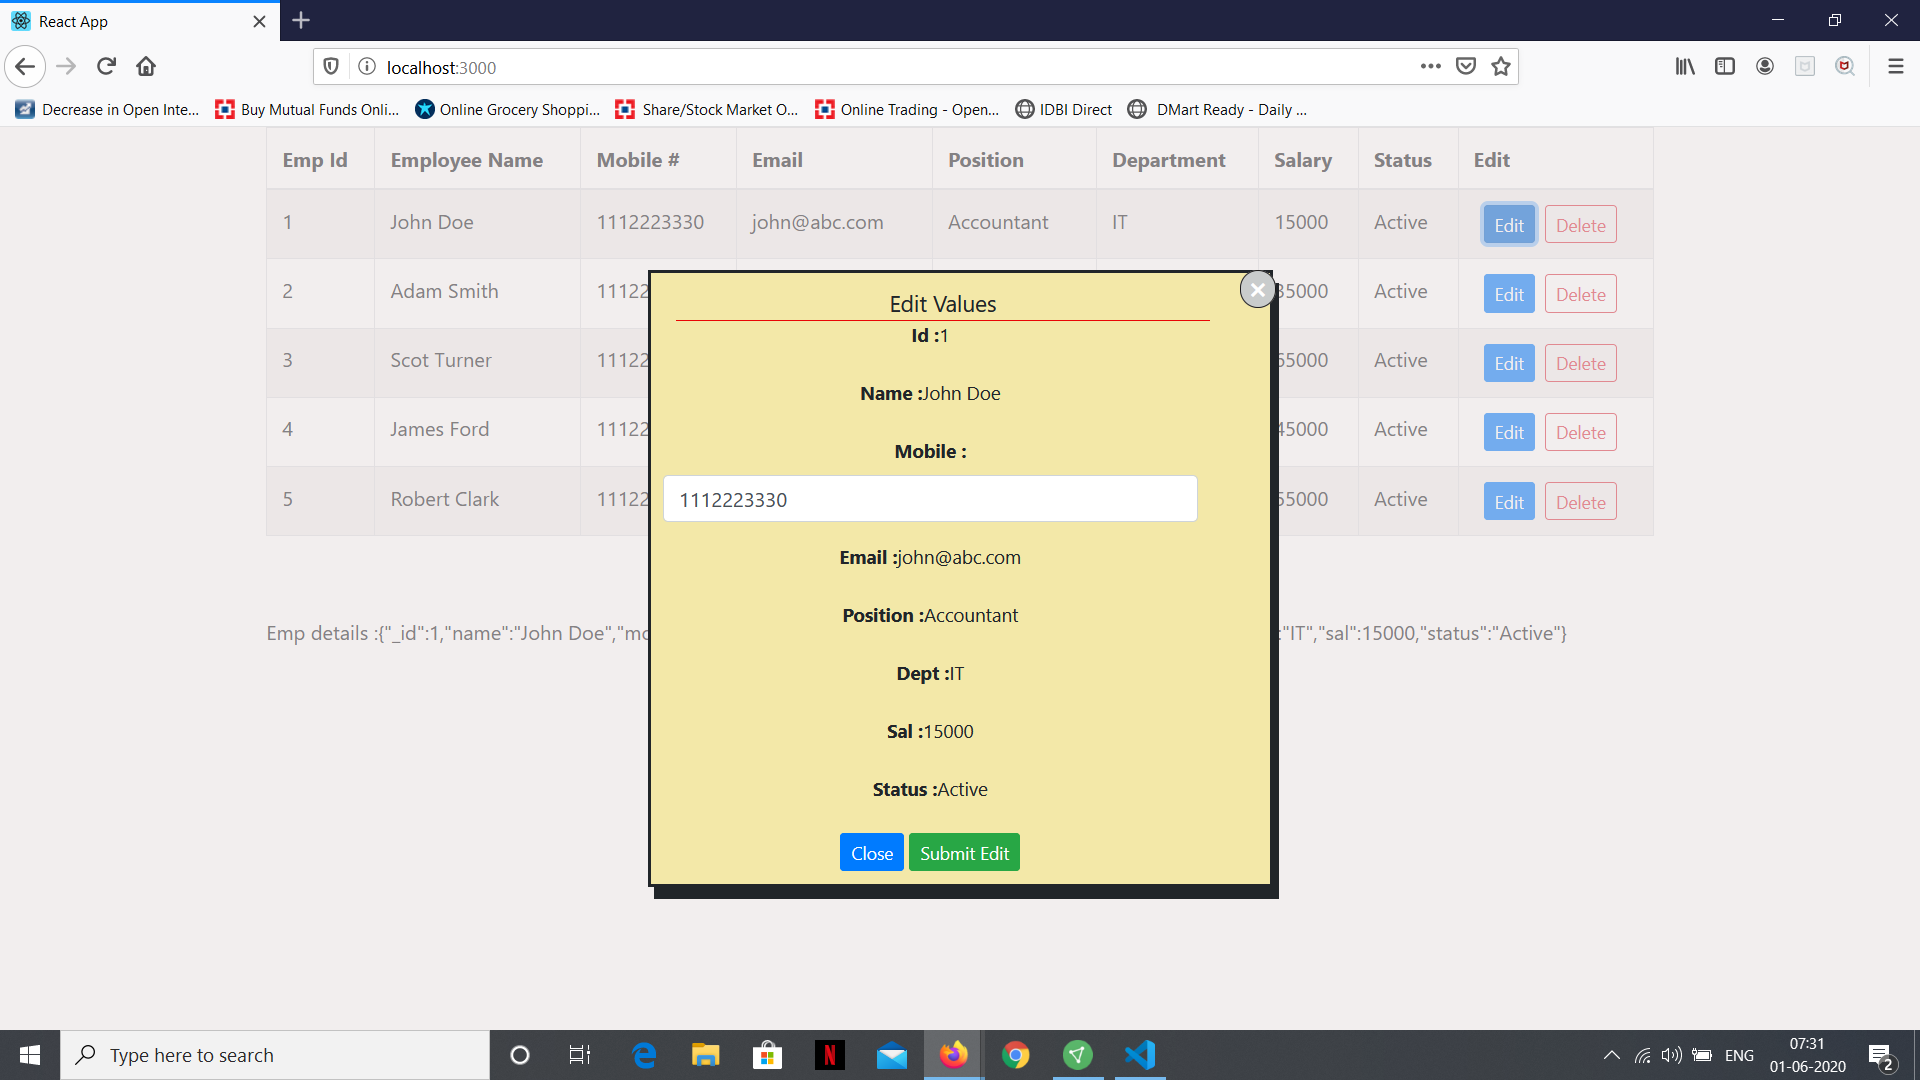 React App
localhost:3000
Decrease in Open Inte... Buy Mutual Funds Onli... Online Grocery Shoppi... Share/Stock Market O... Online Trading - Open... IDBI Direct DMart Ready - Daily ...
Emp Id Employee Name Mobile # Email Position Department Salary Status Edit
1 John Doe 1112223330 john@abc.com Accountant IT 15000 Active Edit Delete
2 Adam Smith 11122 35000 Active Edit Delete
3 Scot Turner 11122 55000 Active Edit Delete
4 James Ford 11122 45000 Active Edit Delete
5 Robert Clark 11122 55000 Active Edit Delete
Edit Values
Id :1
Name :John Doe
Mobile :
1112223330
Email :john@abc.com
Position :Accountant
Dept :IT
Sal :15000
Status :Active
Close Submit Edit
Emp details :{"_id":1,"name":"John Doe","mo :"IT","sal":15000,"status":"Active"}
Type here to search
N
ENG
07:31
01-06-2020
2